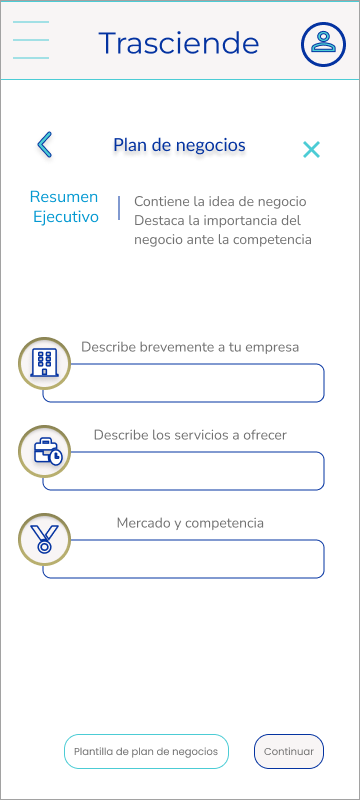 Trasciende
Plan de negocios
Resumen
Ejecutivo
Contiene la idea de negocio
Destaca la importancia del
negocio ante la competencia
Describe brevemente a tu empresa
Describe los servicios a ofrecer
Mercado y competencia
Plantilla de plan de negocios
Continuar